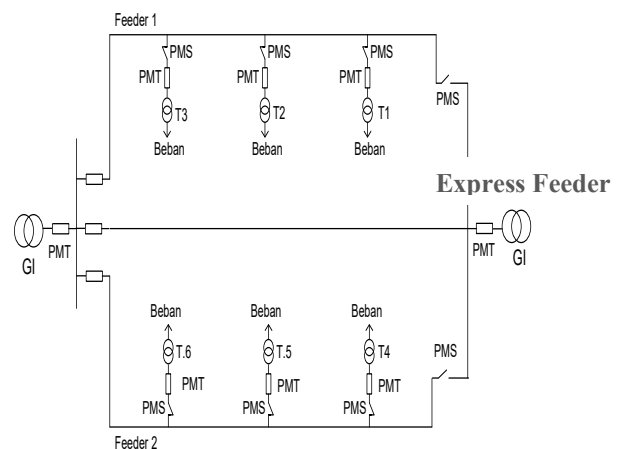 Feeder 1
PMS PMS PMS
PMT PMT PMT PMS
T3 T2 T1
Beban Beban Beban
Express Feeder
PMT PMT
GI GI
Beban Beban Beban
T.6 T.5 T4 PMS
PMT PMT PMT
PMS PMS PMS
Feeder 2